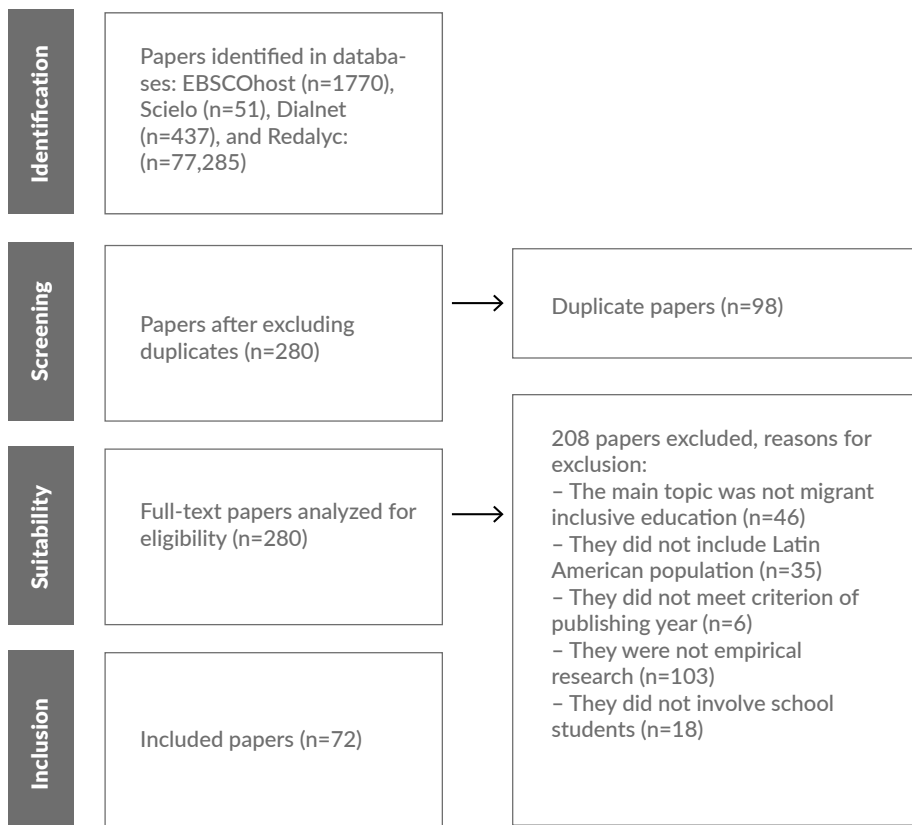 Identification
Papers identified in databa-
ses: EBSCOhost (n=1770),
Scielo (n=51), Dialnet
(n=437), and Redalyc:
(n=77,285)
Screening
Papers after excluding
duplicates (n=280)
Duplicate papers (n=98)
Suitability
Full-text papers analyzed for
eligibility (n=280)
208 papers excluded, reasons for
exclusion:
– The main topic was not migrant
inclusive education (n=46)
– They did not include Latin
American population (n=35)
– They did not meet criterion of
publishing year (n=6)
– They were not empirical
research (n=103)
– They did not involve school
students (n=18)
Inclusion
Included papers (n=72)